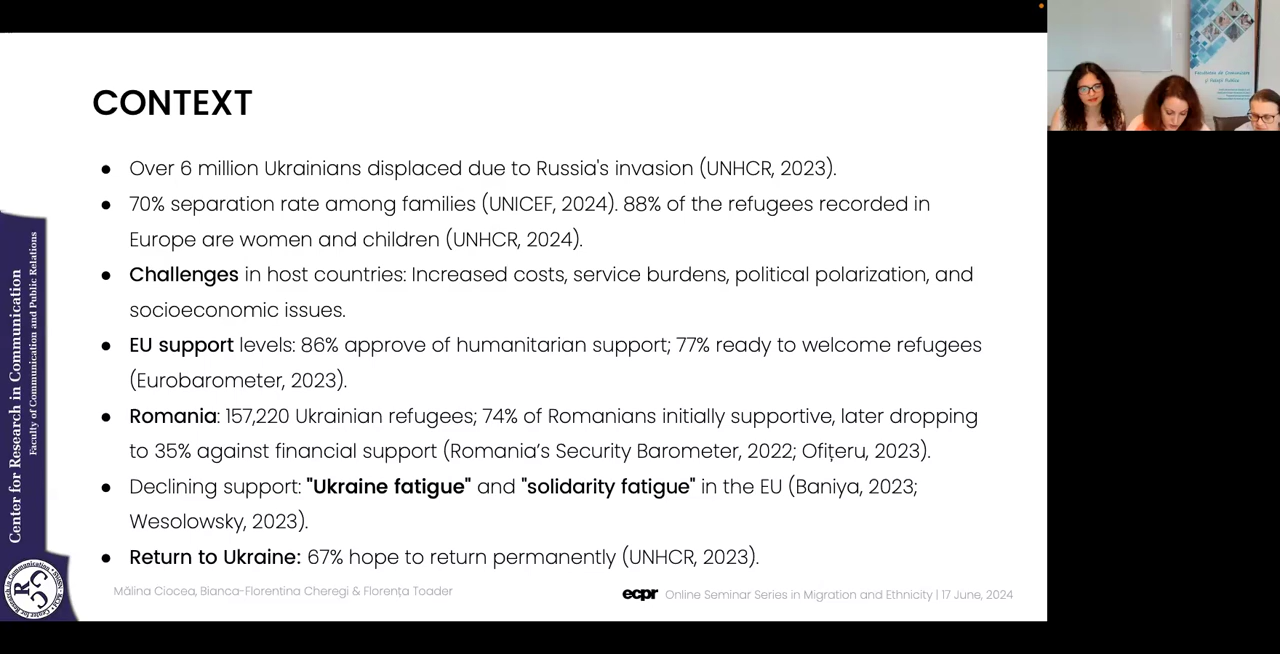 CONTEXT
● Over 6 million Ukrainians displaced due to Russia's invasion (UNHCR, 2023).
● 70% separation rate among families (UNICEF, 2024). 88% of the refugees recorded in
Europe are women and children (UNHCR, 2024).
● Challenges in host countries: Increased costs, service burdens, political polarization, and
socioeconomic issues.
● EU support levels: 86% approve of humanitarian support; 77% ready to welcome refugees
(Eurobarometer, 2023).
● Romania: 157,220 Ukrainian refugees; 74% of Romanians initially supportive, later dropping
to 35% against financial support (Romania’s Security Barometer, 2022; Ofițeru, 2023).
● Declining support: "Ukraine fatigue" and "solidarity fatigue" in the EU (Baniya, 2023;
Wesolowsky, 2023).
● Return to Ukraine: 67% hope to return permanently (UNHCR, 2023).
Mălina Ciocea, Bianca-Florentina Cheregi & Florența Toader
ecpr Online Seminar Series in Migration and Ethnicity | 17 June, 2024
Center for Research in Communication
Faculty of Communication and Public Relations